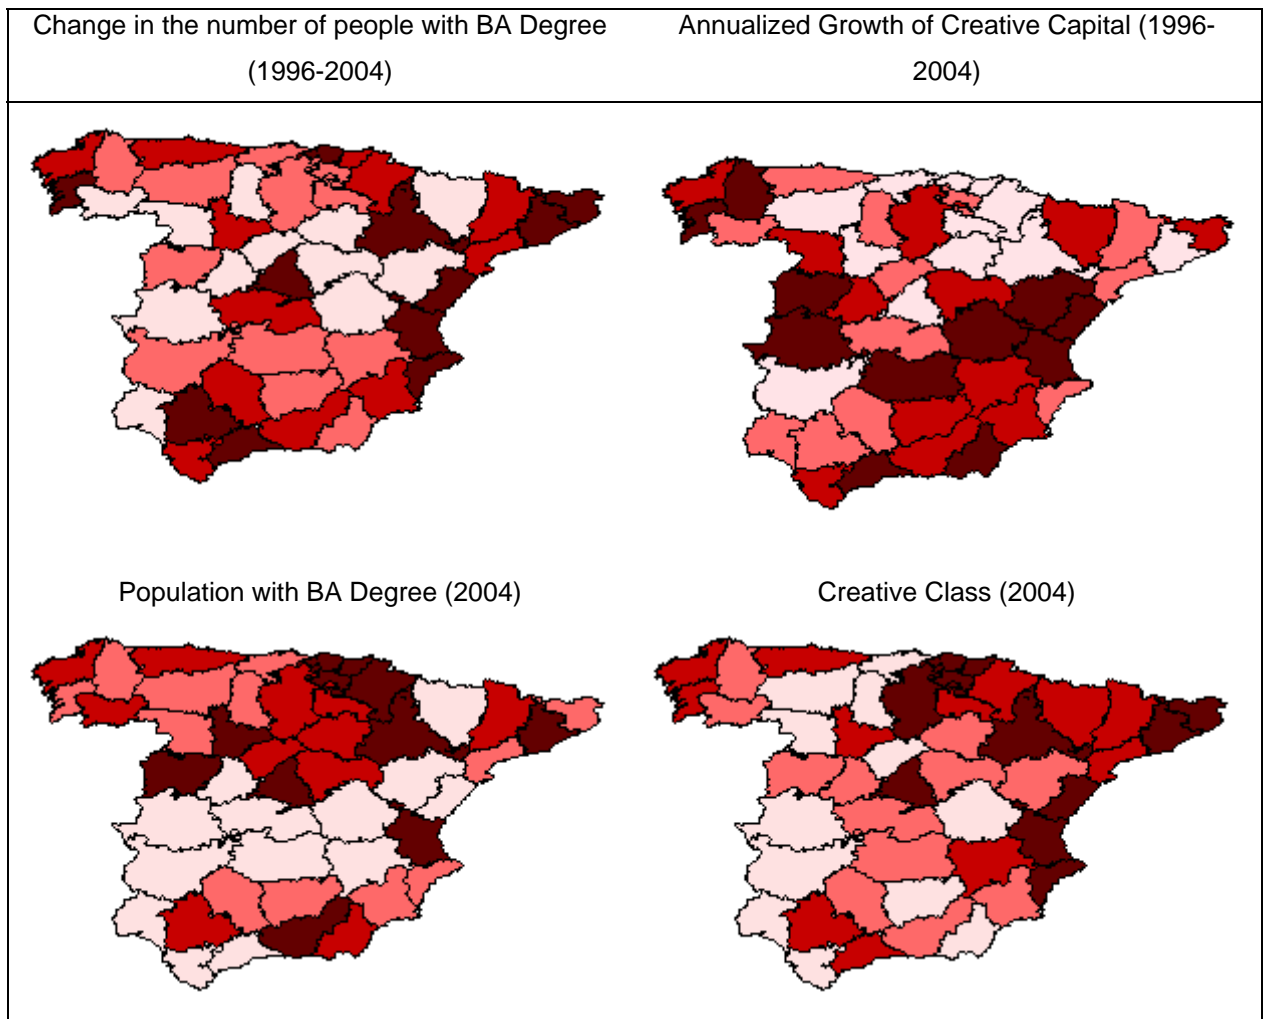 Change in the number of people with BA Degree
(1996-2004)
Annualized Growth of Creative Capital (1996-
2004)
Population with BA Degree (2004)
Creative Class (2004)